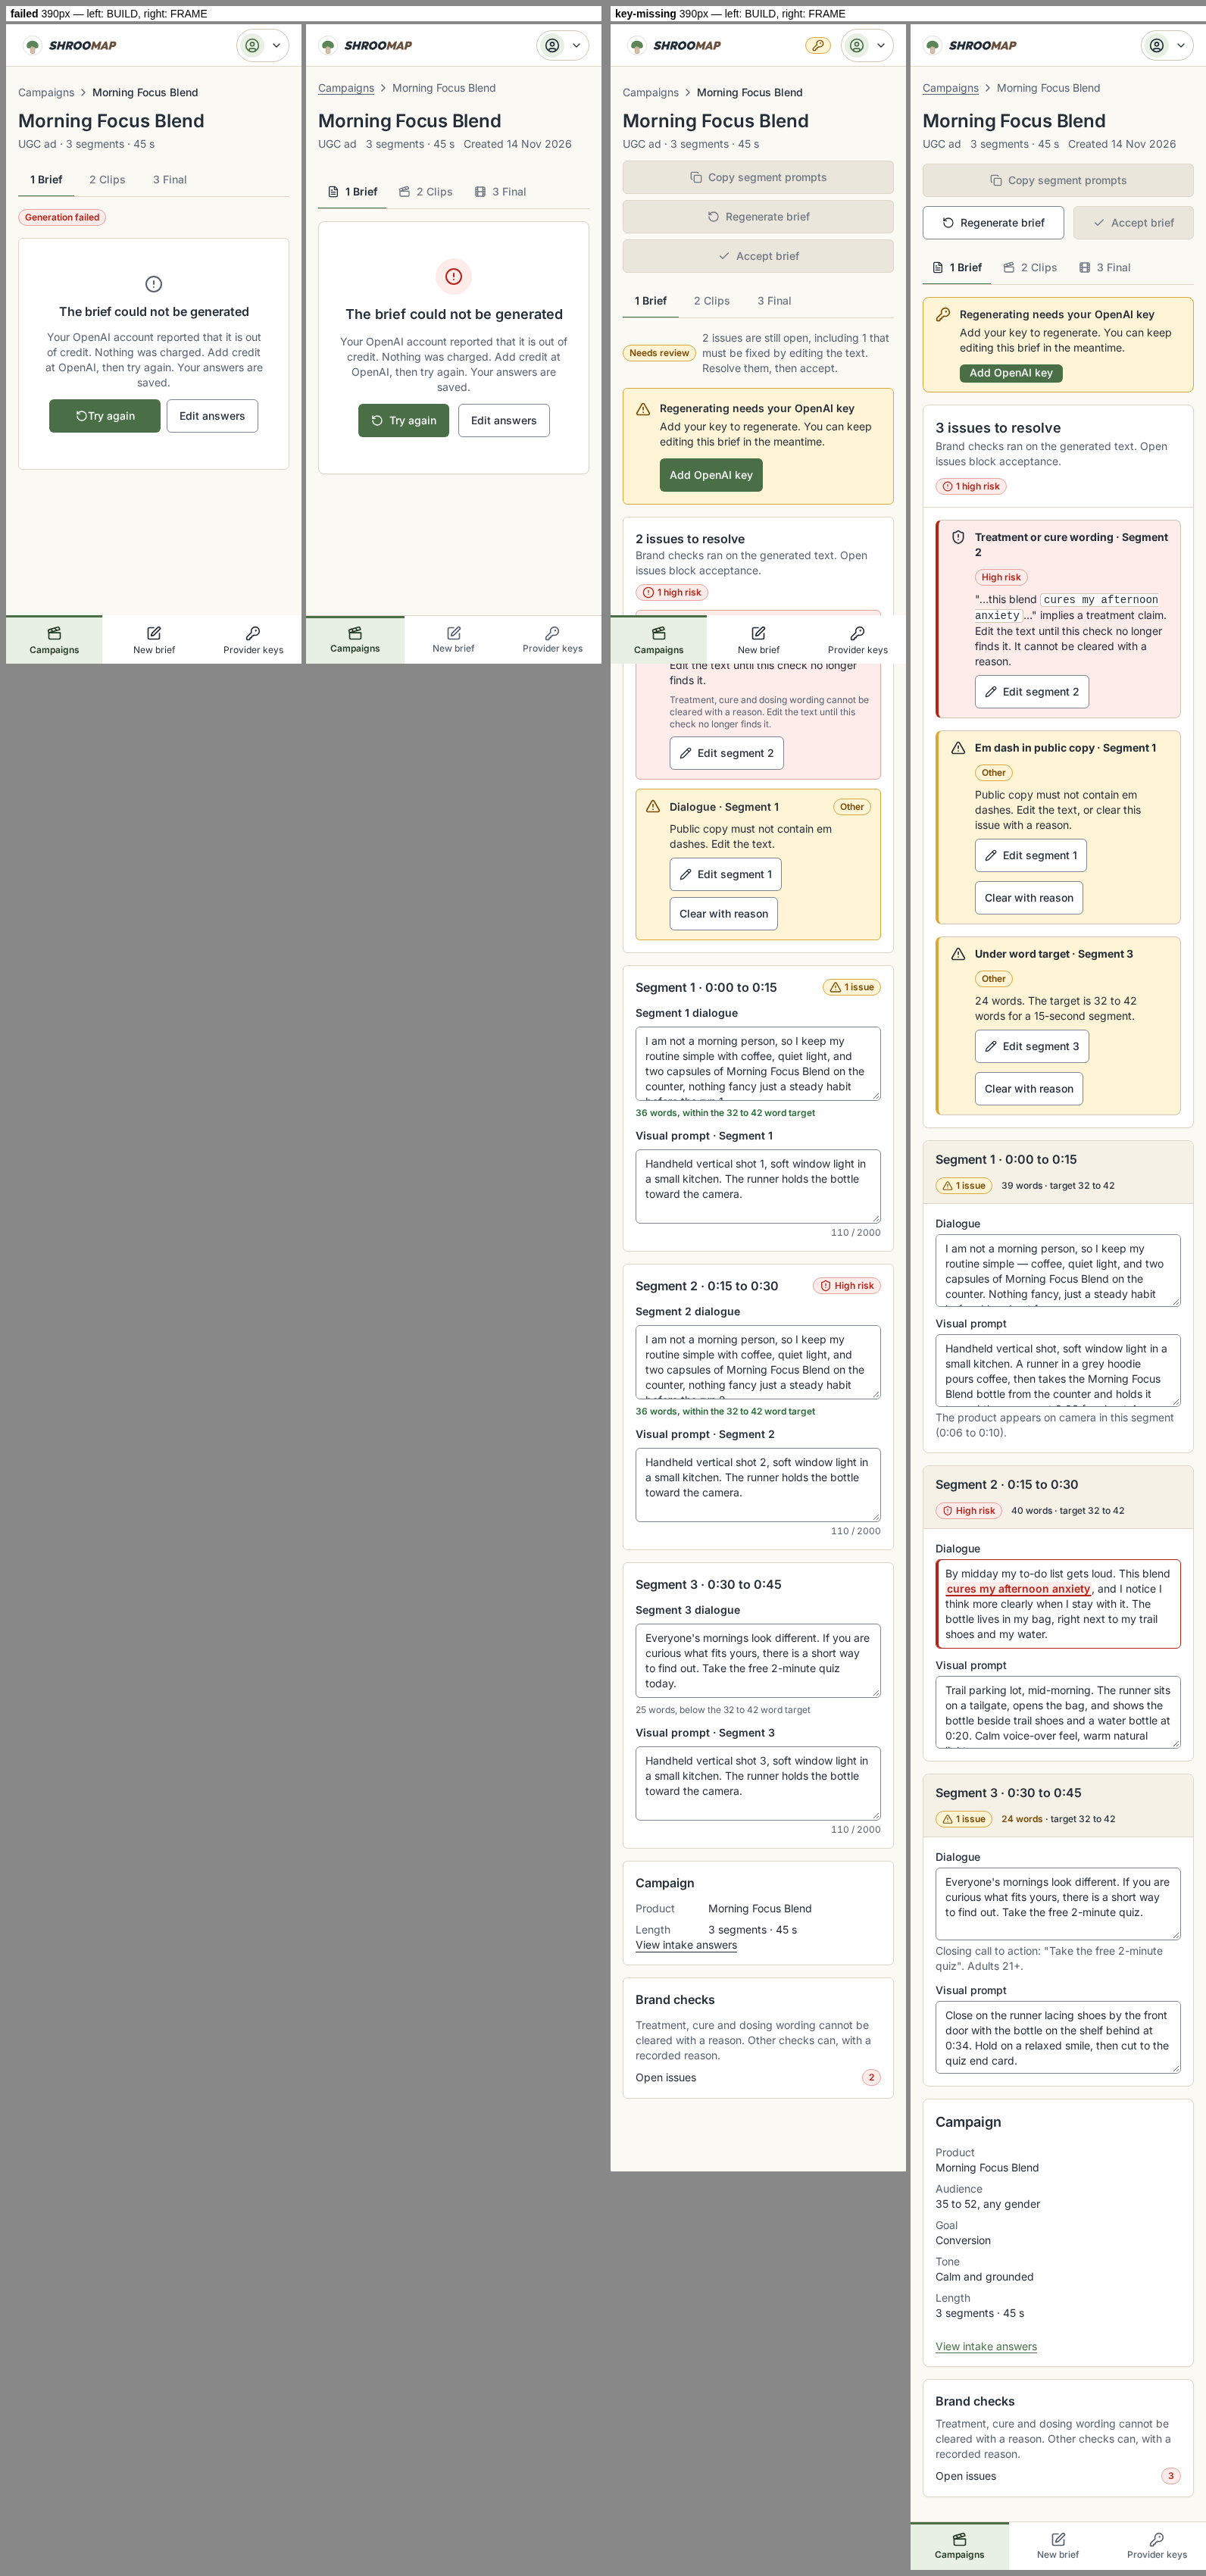 failed 390px — left: BUILD, right: FRAME
SHROOMAP
Campaigns > Morning Focus Blend
Morning Focus Blend
UGC ad · 3 segments · 45 s
1 Brief
2 Clips
3 Final
Generation failed
The brief could not be generated
Your OpenAI account reported that it is out
of credit. Nothing was charged. Add credit
at OpenAI, then try again. Your answers are
saved.
Try again
Edit answers
Campaigns
New brief
Provider keys
SHROOMAP
Campaigns > Morning Focus Blend
Morning Focus Blend
UGC ad 3 segments · 45 s Created 14 Nov 2026
1 Brief
2 Clips
3 Final
The brief could not be generated
Your OpenAI account reported that it is out of
credit. Nothing was charged. Add credit at
OpenAI, then try again. Your answers are
saved.
Try again
Edit answers
Campaigns
New brief
Provider keys
key-missing 390px — left: BUILD, right: FRAME
SHROOMAP
Campaigns > Morning Focus Blend
Morning Focus Blend
UGC ad · 3 segments · 45 s
Copy segment prompts
Regenerate brief
Accept brief
1 Brief
2 Clips
3 Final
Needs review
2 issues are still open, including 1 that
must be fixed by editing the text.
Resolve them, then accept.
Regenerating needs your OpenAI key
Add your key to regenerate. You can keep
editing this brief in the meantime.
Add OpenAI key
2 issues to resolve
Brand checks ran on the generated text. Open
issues block acceptance.
1 high risk
Campaigns
New brief
Provider keys
Edit the text until this check no longer
finds it.
Treatment, cure and dosing wording cannot be
cleared with a reason. Edit the text until this
check no longer finds it.
Edit segment 2
Dialogue · Segment 1
Other
Public copy must not contain em
dashes. Edit the text.
Edit segment 1
Clear with reason
Segment 1 · 0:00 to 0:15
1 issue
Segment 1 dialogue
I am not a morning person, so I keep my
routine simple with coffee, quiet light, and
two capsules of Morning Focus Blend on the
counter, nothing fancy just a steady habit
36 words, within the 32 to 42 word target
Visual prompt · Segment 1
Handheld vertical shot 1, soft window light in
a small kitchen. The runner holds the bottle
toward the camera.
110 / 2000
Segment 2 · 0:15 to 0:30
High risk
Segment 2 dialogue
I am not a morning person, so I keep my
routine simple with coffee, quiet light, and
two capsules of Morning Focus Blend on the
counter, nothing fancy just a steady habit
36 words, within the 32 to 42 word target
Visual prompt · Segment 2
Handheld vertical shot 2, soft window light in
a small kitchen. The runner holds the bottle
toward the camera.
110 / 2000
Segment 3 · 0:30 to 0:45
Segment 3 dialogue
Everyone's mornings look different. If you are
curious what fits yours, there is a short way
to find out. Take the free 2-minute quiz
today.
25 words, below the 32 to 42 word target
Visual prompt · Segment 3
Handheld vertical shot 3, soft window light in
a small kitchen. The runner holds the bottle
toward the camera.
110 / 2000
Campaign
Product Morning Focus Blend
Length 3 segments · 45 s
View intake answers
Brand checks
Treatment, cure and dosing wording cannot be
cleared with a reason. Other checks can, with a
recorded reason.
Open issues 2
SHROOMAP
Campaigns > Morning Focus Blend
Morning Focus Blend
UGC ad 3 segments · 45 s Created 14 Nov 2026
Copy segment prompts
Regenerate brief
Accept brief
1 Brief
2 Clips
3 Final
Regenerating needs your OpenAI key
Add your key to regenerate. You can keep
editing this brief in the meantime.
Add OpenAI key
3 issues to resolve
Brand checks ran on the generated text. Open
issues block acceptance.
1 high risk
Treatment or cure wording · Segment
2
High risk
"...this blend cures my afternoon
anxiety..." implies a treatment claim.
Edit the text until this check no longer
finds it. It cannot be cleared with a
reason.
Edit segment 2
Em dash in public copy · Segment 1
Other
Public copy must not contain em
dashes. Edit the text, or clear this
issue with a reason.
Edit segment 1
Clear with reason
Under word target · Segment 3
Other
24 words. The target is 32 to 42
words for a 15-second segment.
Edit segment 3
Clear with reason
Segment 1 · 0:00 to 0:15
1 issue
39 words · target 32 to 42
Dialogue
I am not a morning person, so I keep my
routine simple — coffee, quiet light, and two
capsules of Morning Focus Blend on the
counter. Nothing fancy, just a steady habit
Visual prompt
Handheld vertical shot, soft window light in a
small kitchen. A runner in a grey hoodie
pours coffee, then takes the Morning Focus
Blend bottle from the counter and holds it
The product appears on camera in this segment
(0:06 to 0:10).
Segment 2 · 0:15 to 0:30
High risk
40 words · target 32 to 42
Dialogue
By midday my to-do list gets loud. This blend
cures my afternoon anxiety, and I notice I
think more clearly when I stay with it. The
bottle lives in my bag, right next to my trail
shoes and my water.
Visual prompt
Trail parking lot, mid-morning. The runner sits
on a tailgate, opens the bag, and shows the
bottle beside trail shoes and a water bottle at
0:20. Calm voice-over feel, warm natural
Segment 3 · 0:30 to 0:45
1 issue
24 words · target 32 to 42
Dialogue
Everyone's mornings look different. If you are
curious what fits yours, there is a short way
to find out. Take the free 2-minute quiz.
Closing call to action: "Take the free 2-minute
quiz". Adults 21+.
Visual prompt
Close on the runner lacing shoes by the front
door with the bottle on the shelf behind at
0:34. Hold on a relaxed smile, then cut to the
quiz end card.
Campaign
Product
Morning Focus Blend
Audience
35 to 52, any gender
Goal
Conversion
Tone
Calm and grounded
Length
3 segments · 45 s
View intake answers
Brand checks
Treatment, cure and dosing wording cannot be
cleared with a reason. Other checks can, with a
recorded reason.
Open issues 3
Campaigns
New brief
Provider keys